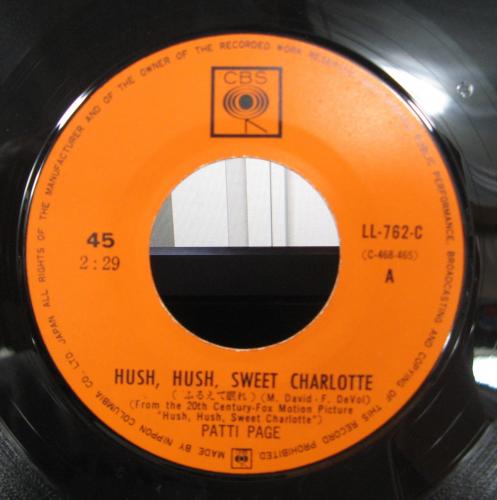 ALL RIGHTS OF THE MANUFACTURER AND OF THE OWNER OF THE RECORDED WORK RESERVED. PUBLIC PERFORMANCE, BROADCASTING AND COPYING OF THIS RECORD PROHIBITED
MADE BY NIPPON COLUMBIA CO., LTD. JAPAN
CBS
45
2:29
LL-762-C
(C-468-465)
A
HUSH, HUSH, SWEET CHARLOTTE
(ふるえて眠れ) (M. David-F. DeVol)
(From the 20th Century-Fox Motion Picture
"Hush, Hush, Sweet Charlotte")
PATTI PAGE